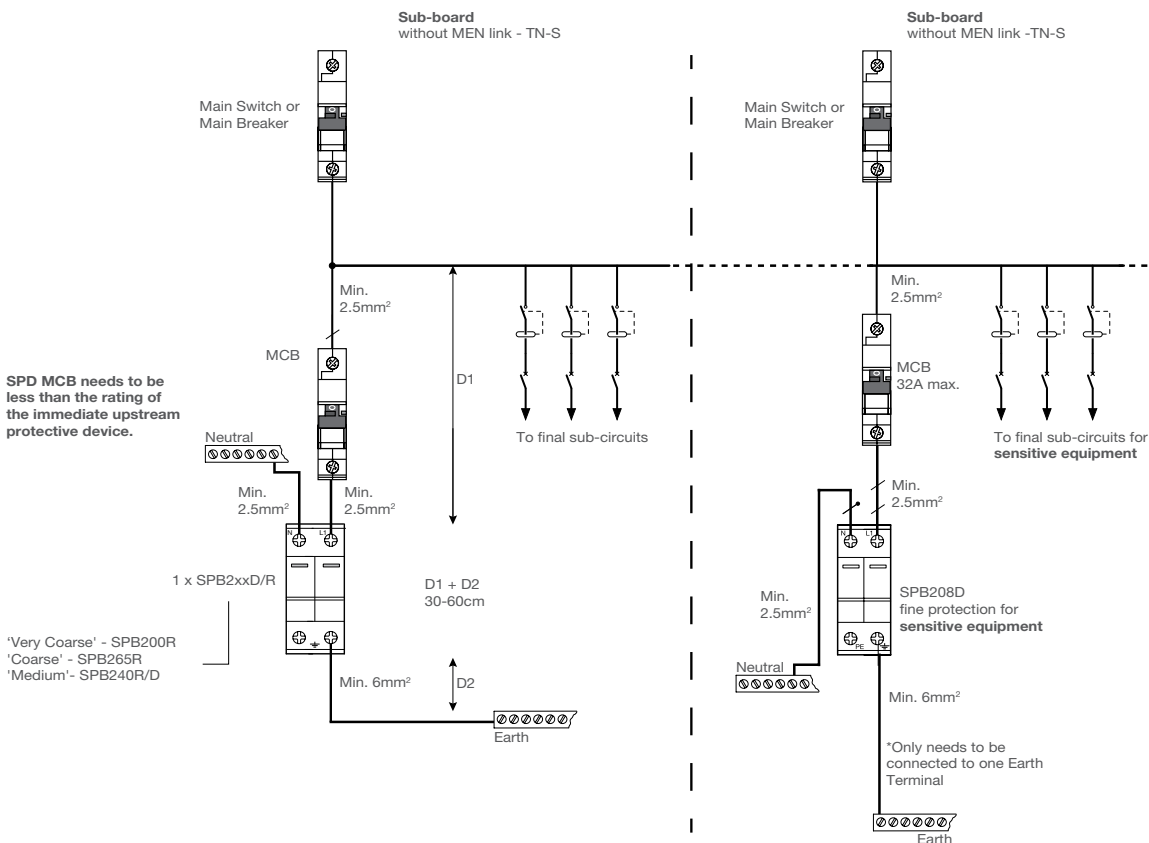 Sub-board
without MEN link - TN-S
Main Switch or
Main Breaker
Min.
2.5mm²
MCB
SPD MCB needs to be
less than the rating of
the immediate upstream
protective device.
Neutral
Min.
2.5mm²
Min.
2.5mm²
N
L1
D1
To final sub-circuits
1 x SPB2xxD/R
D1 + D2
30-60cm
'Very Coarse' - SPB200R
'Coarse' - SPB265R
'Medium'- SPB240R/D
Min. 6mm²
D2
Earth
Sub-board
without MEN link -TN-S
Main Switch or
Main Breaker
Min.
2.5mm²
MCB
32A max.
To final sub-circuits for
sensitive equipment
Min.
2.5mm²
N
L1
Min.
2.5mm²
SPB208D
fine protection for
sensitive equipment
PE
Neutral
Min. 6mm²
*Only needs to be
connected to one Earth
Terminal
Earth